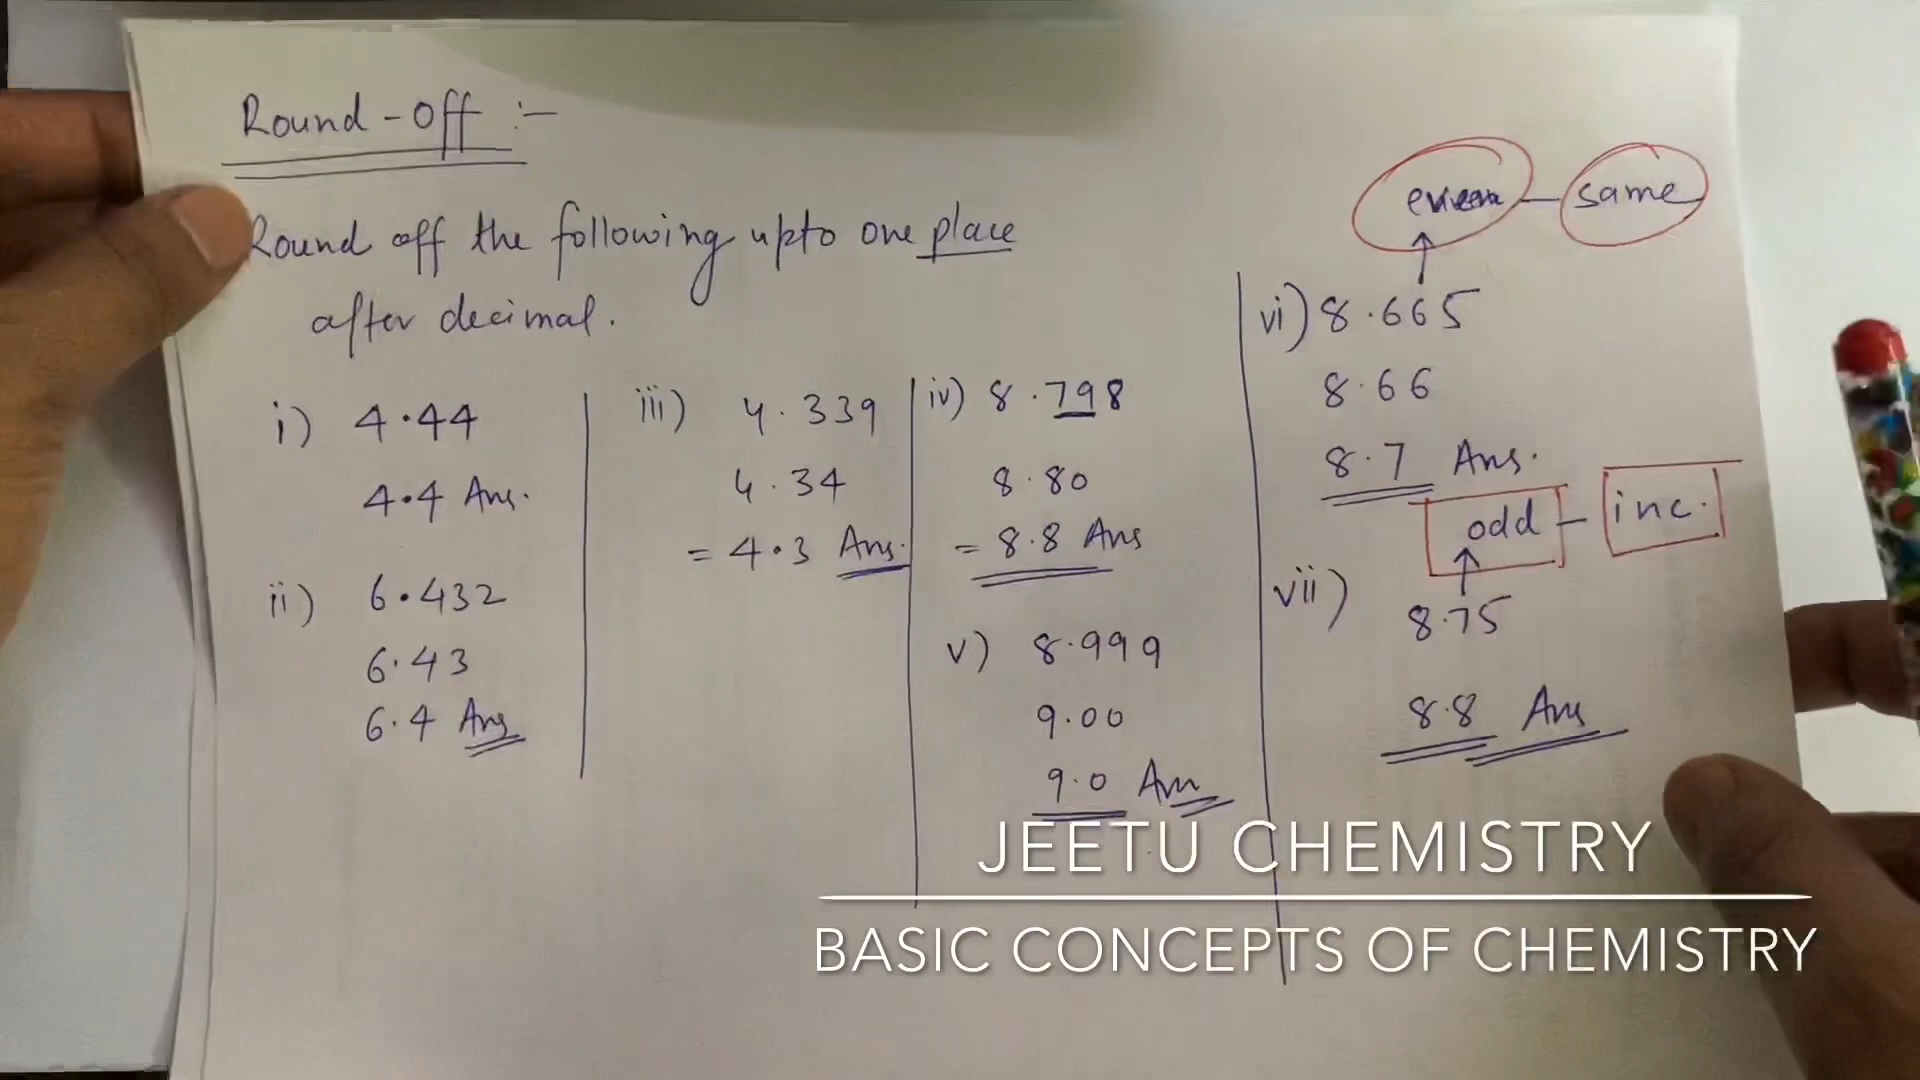 Round-Off :-
Round off the following upto one place
after decimal.
i) 4.44
4.4 Ans.
ii) 6.432
6.43
6.4 Ans
iii) 4.339
4.34
= 4.3 Ans.
iv) 8.798
8.80
= 8.8 Ans
v) 8.999
9.00
9.0 Ans
even - same
vi) 8.665
8.66
8.7 Ans.
odd - inc.
vii) 8.75
8.8 Ans
JEETU CHEMISTRY
BASIC CONCEPTS OF CHEMISTRY